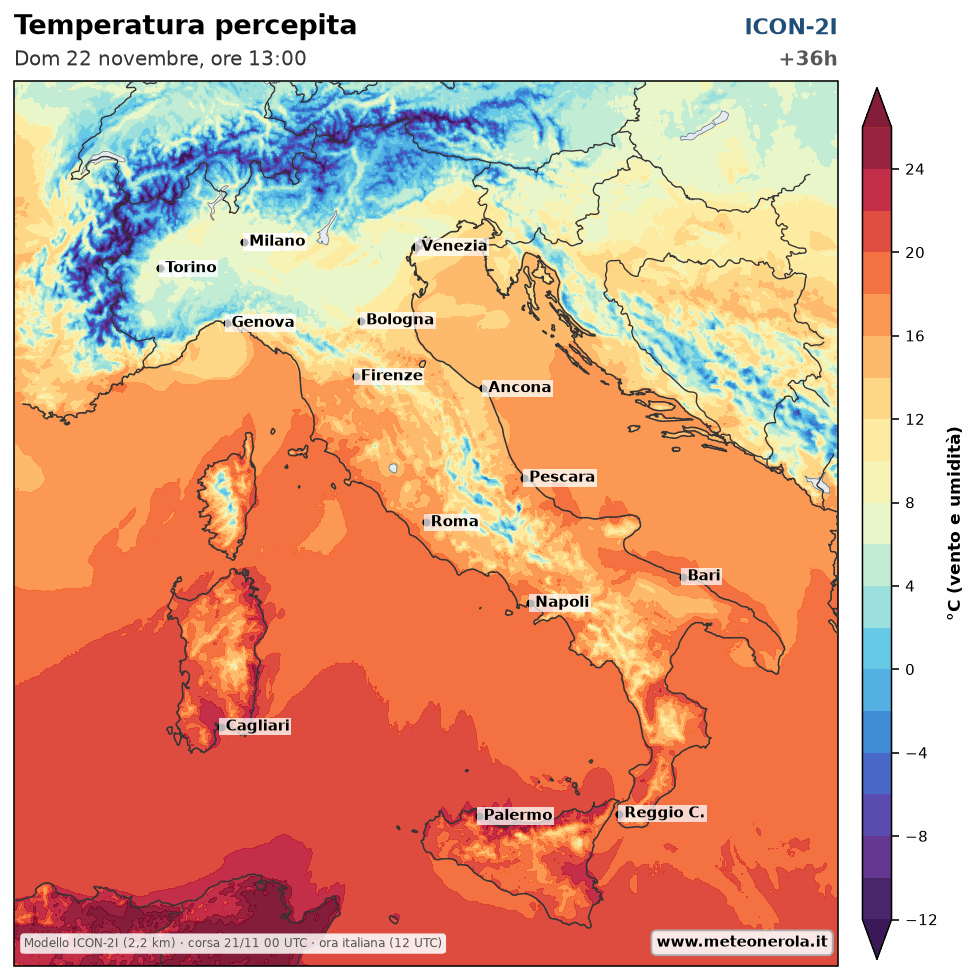 Temperatura percepita
ICON-2I
Dom 22 novembre, ore 13:00
+36h
Milano
Venezia
Torino
Genova
Bologna
Firenze
Ancona
Pescara
Roma
Bari
Napoli
Cagliari
Palermo
Reggio C.
24
20
16
12
8
4
0
−4
−8
−12
°C (vento e umidità)
Modello ICON-2I (2,2 km) · corsa 21/11 00 UTC · ora italiana (12 UTC)
www.meteonerola.it